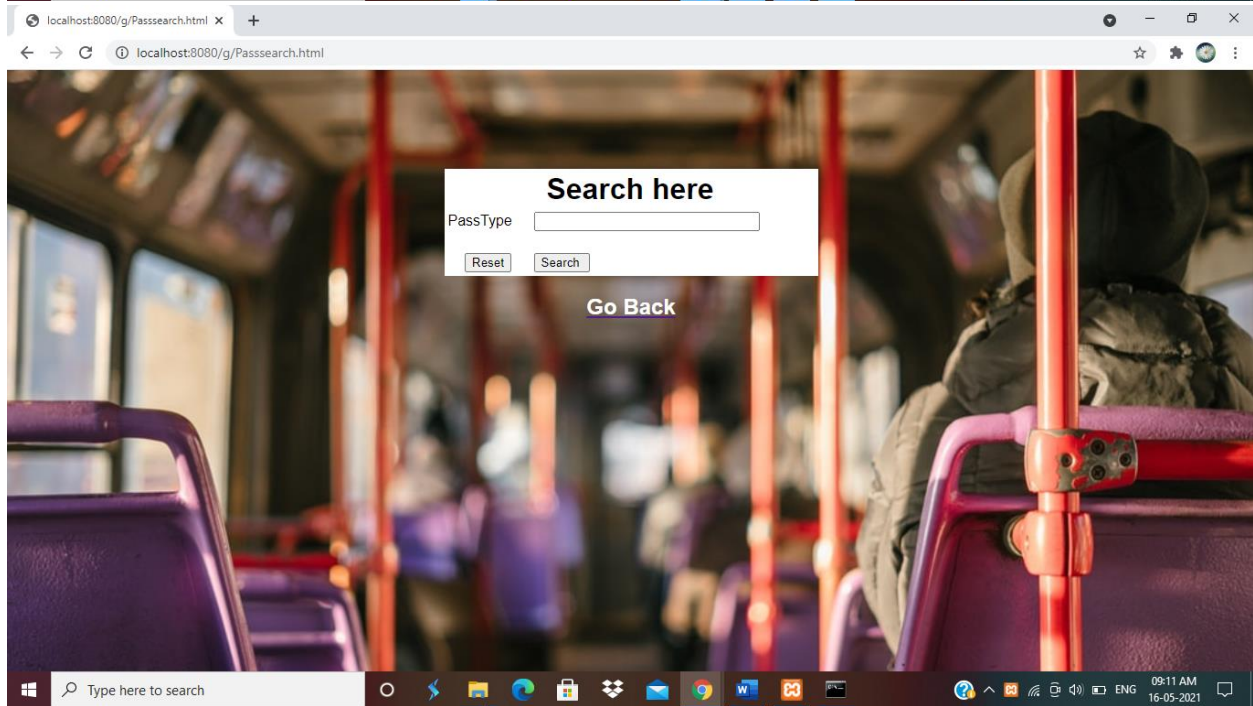 localhost:8080/g/Passsearch.html
localhost:8080/g/Passsearch.html
Search here
PassType
Reset Search
Go Back
Type here to search
ENG
09:11 AM
16-05-2021